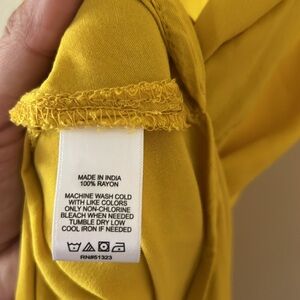 MADE IN INDIA
100% RAYON
MACHINE WASH COLD
WITH LIKE COLORS
ONLY NON-CHLORINE
BLEACH WHEN NEEDED
TUMBLE DRY LOW
COOL IRON IF NEEDED
RN#51323